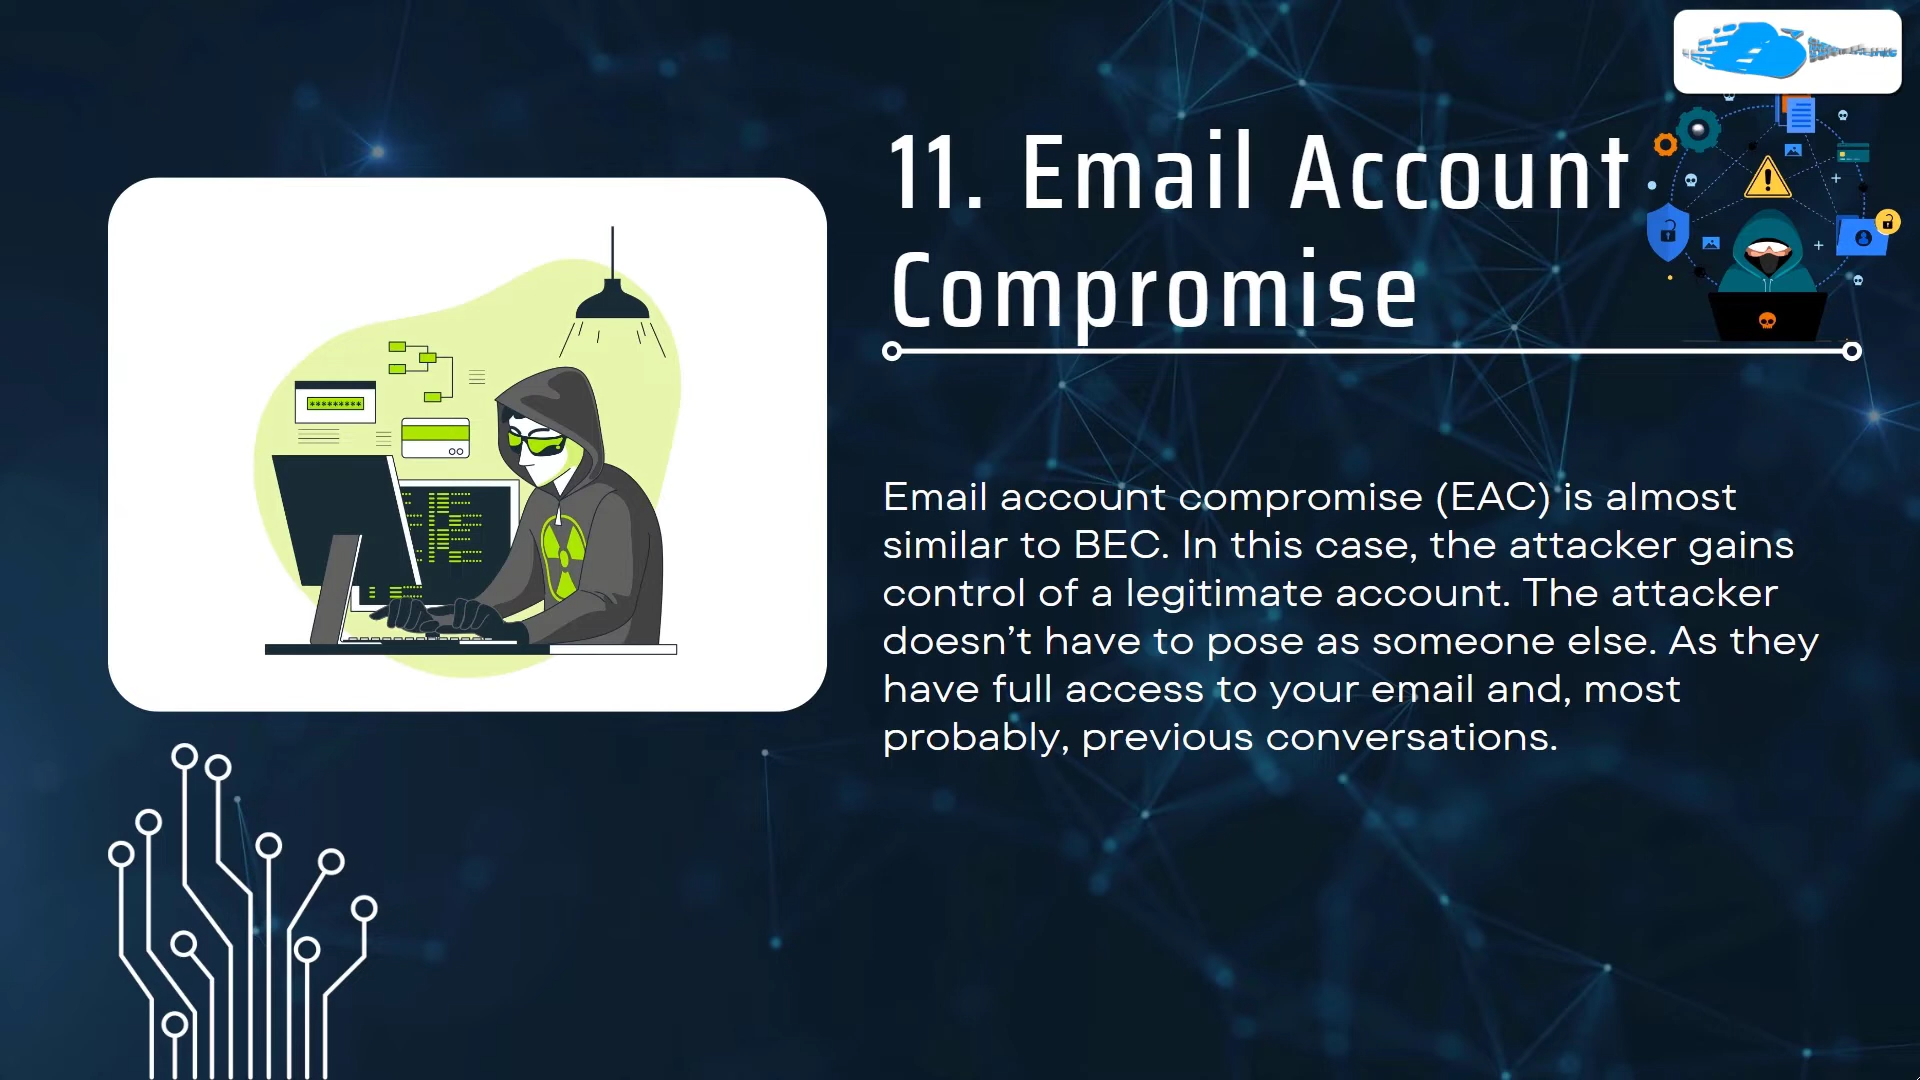 11. Email Account
Compromise
*********
Email account compromise (EAC) is almost
similar to BEC. In this case, the attacker gains
control of a legitimate account. The attacker
doesn’t have to pose as someone else. As they
have full access to your email and, most
probably, previous conversations.